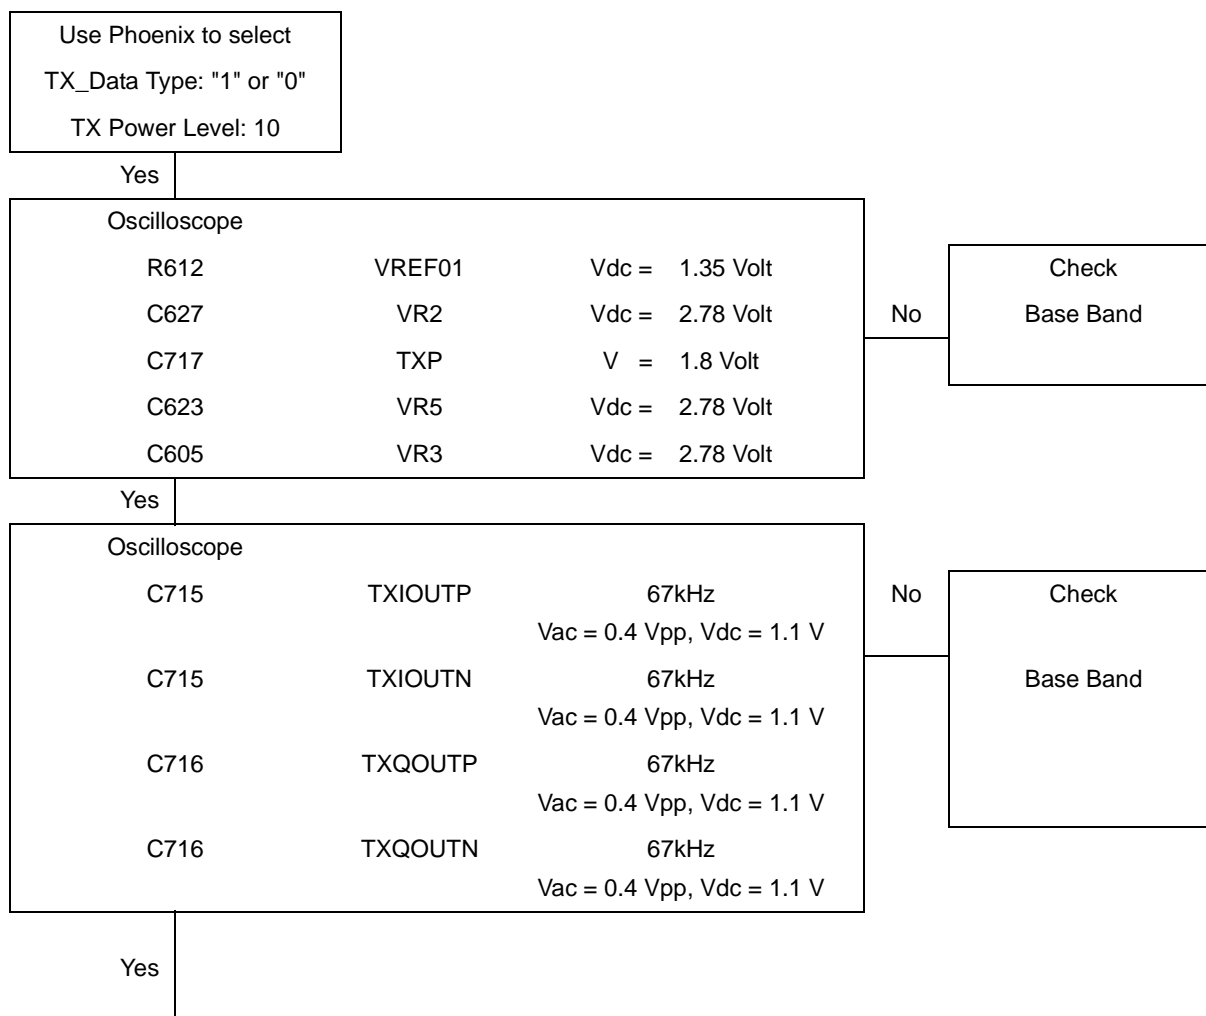 Use Phoenix to select
TX_Data Type: "1" or "0"
TX Power Level: 10
Yes
Oscilloscope
R612 VREF01 Vdc = 1.35 Volt
C627 VR2 Vdc = 2.78 Volt
C717 TXP V = 1.8 Volt
C623 VR5 Vdc = 2.78 Volt
C605 VR3 Vdc = 2.78 Volt
No
Check
Base Band
Yes
Oscilloscope
C715 TXIOUTP 67kHz
Vac = 0.4 Vpp, Vdc = 1.1 V
C715 TXIOUTN 67kHz
Vac = 0.4 Vpp, Vdc = 1.1 V
C716 TXQOUTP 67kHz
Vac = 0.4 Vpp, Vdc = 1.1 V
C716 TXQOUTN 67kHz
Vac = 0.4 Vpp, Vdc = 1.1 V
No
Check
Base Band
Yes